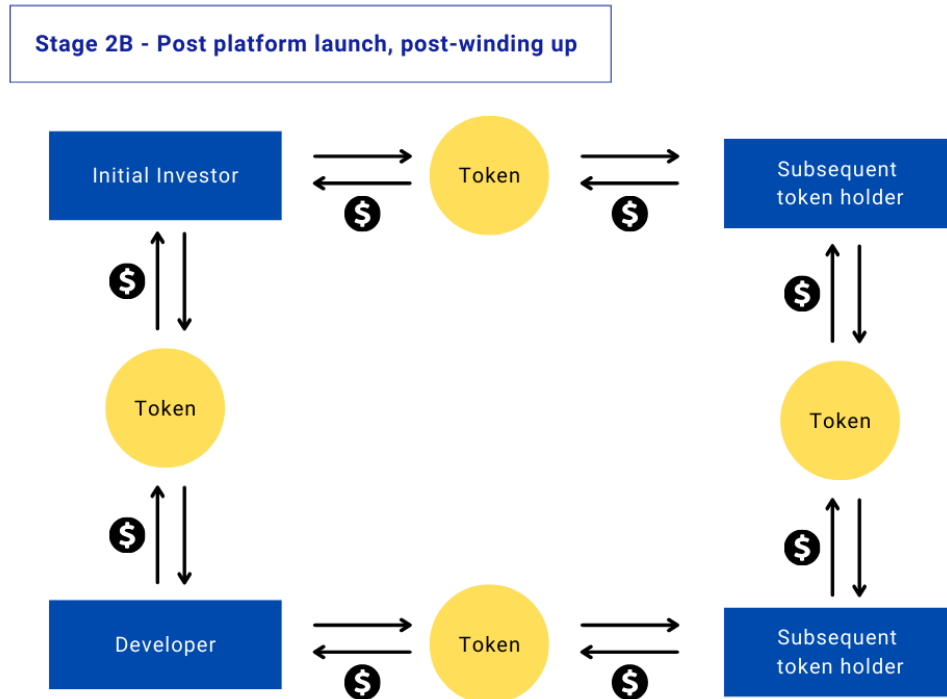 Stage 2B - Post platform launch, post-winding up
Initial Investor
Token
Subsequent
token holder
$
$
$
$
Token
Token
$
$
Developer
Token
Subsequent
token holder
$
$